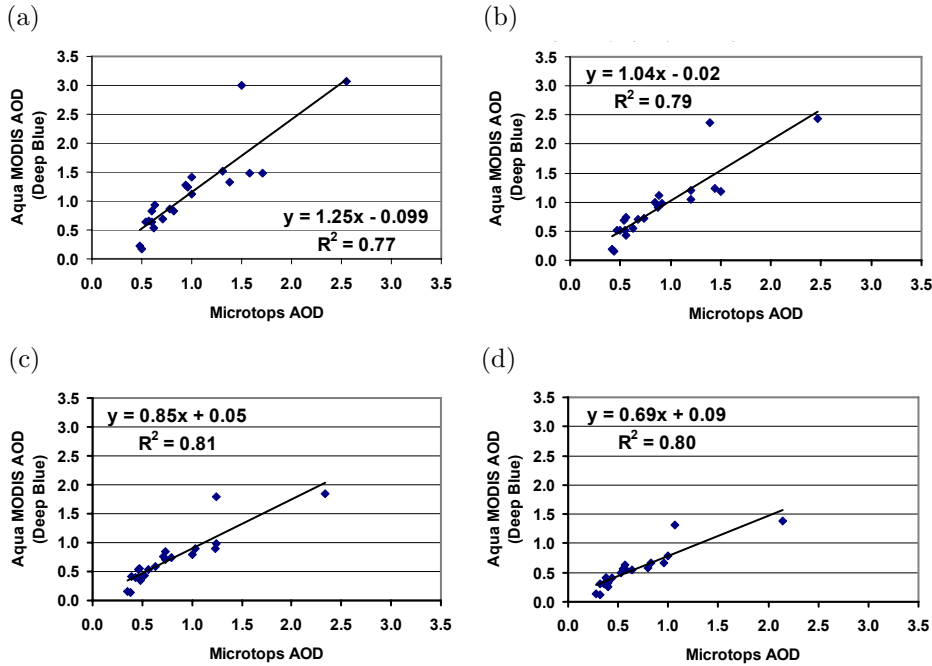 (a)
3.5
3.0
2.5
2.0
1.5
1.0
0.5
0.0
Aqua MODIS AOD
(Deep Blue)
y = 1.25x - 0.099
R² = 0.77
0.0 0.5 1.0 1.5 2.0 2.5 3.0 3.5
Microtops AOD
(b)
3.5
3.0
2.5
2.0
1.5
1.0
0.5
0.0
Aqua MODIS AOD
(Deep Blue)
y = 1.04x - 0.02
R² = 0.79
0.0 0.5 1.0 1.5 2.0 2.5 3.0 3.5
Microtops AOD
(c)
3.5
3.0
2.5
2.0
1.5
1.0
0.5
0.0
Aqua MODIS AOD
(Deep Blue)
y = 0.85x + 0.05
R² = 0.81
0.0 0.5 1.0 1.5 2.0 2.5 3.0 3.5
Microtops AOD
(d)
3.5
3.0
2.5
2.0
1.5
1.0
0.5
0.0
Aqua MODIS AOD
(Deep Blue)
y = 0.69x + 0.09
R² = 0.80
0.0 0.5 1.0 1.5 2.0 2.5 3.0 3.5
Microtops AOD